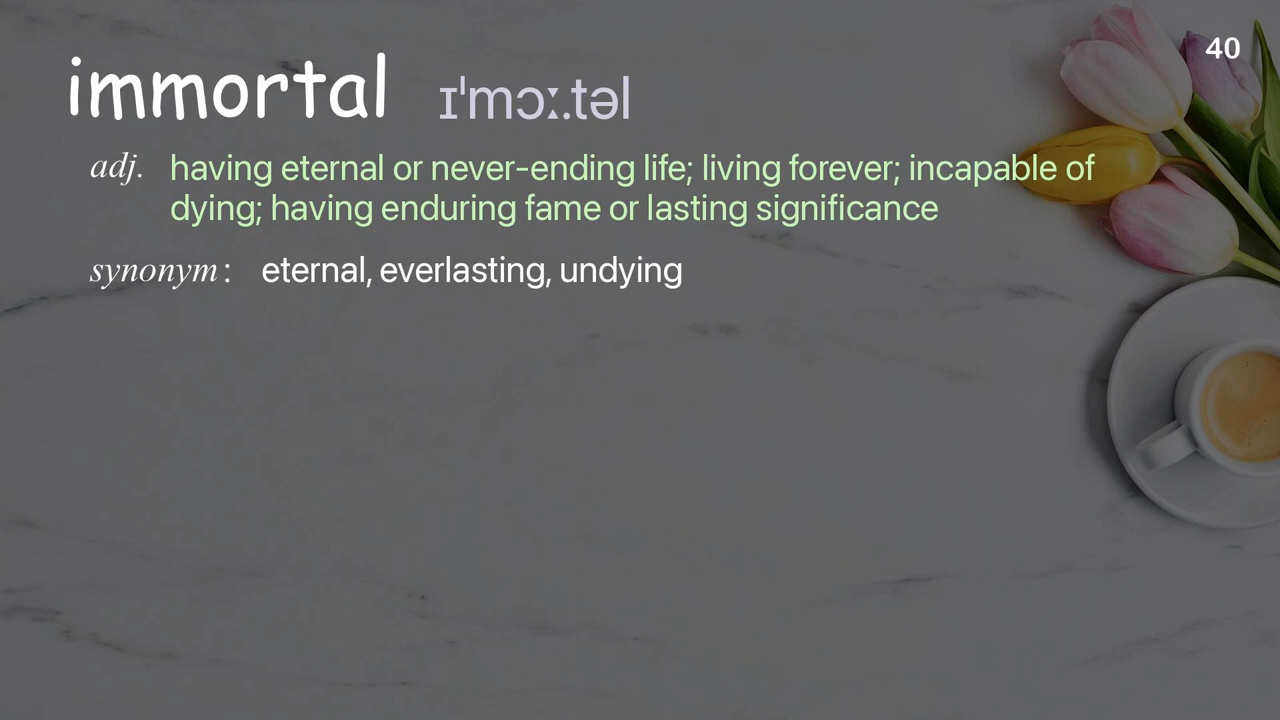 40
immortal ɪˈmɔː.təl
adj. having eternal or never-ending life; living forever; incapable of
dying; having enduring fame or lasting significance
synonym: eternal, everlasting, undying